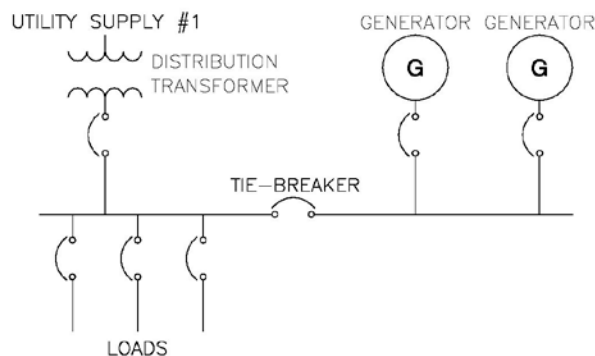 UTILITY SUPPLY #1
GENERATOR GENERATOR
DISTRIBUTION
TRANSFORMER
G G
TIE-BREAKER
LOADS